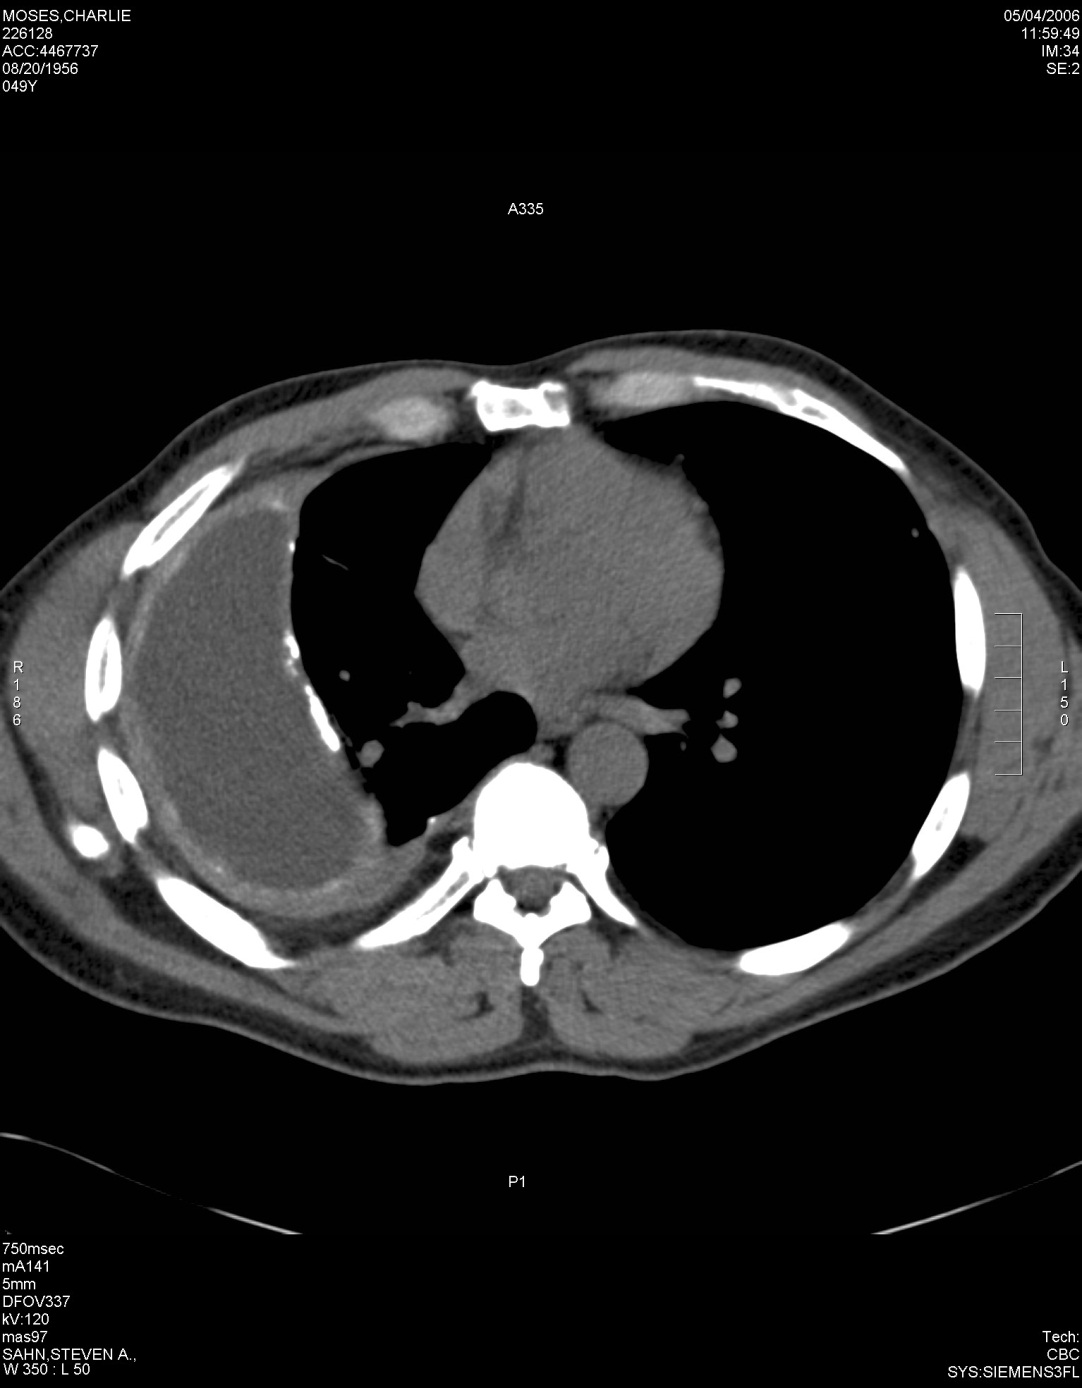 MOSES,CHARLIE
226128
ACC:4467737
08/20/1956
049Y
05/04/2006
11:59:49
IM:34
SE:2
A335
R
1
8
6
L
1
5
0
P1
750msec
mA141
5mm
DFOV337
kV:120
mas97
SAHN,STEVEN A.,
W 350 : L 50
Tech:
CBC
SYS:SIEMENS3FL